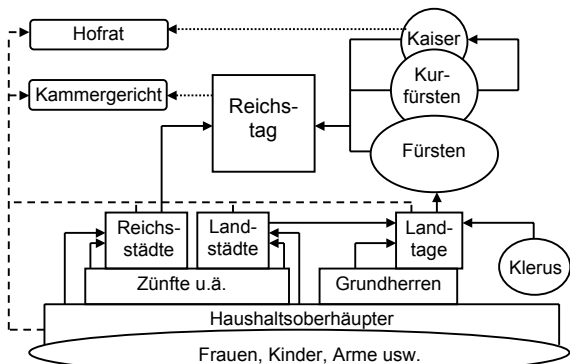 Hofrat
Kaiser
Kammergericht
Reichs-
tag
Kur-
fürsten
Fürsten
Reichs-
städte
Land-
städte
Land-
tage
Klerus
Zünfte u.ä.
Grundherren
Haushaltsoberhäupter
Frauen, Kinder, Arme usw.